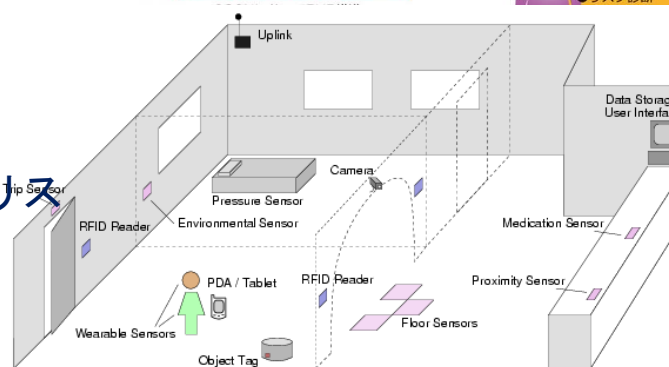 Uplink
Data Storag
User Interfa
Camera
Trip Sensor
リス
Pressure Sensor
RFID Reader
Environmental Sensor
Medication Sensor
PDA / Tablet
RFID Reader
Proximity Sensor
Wearable Sensors
Floor Sensors
Object Tag